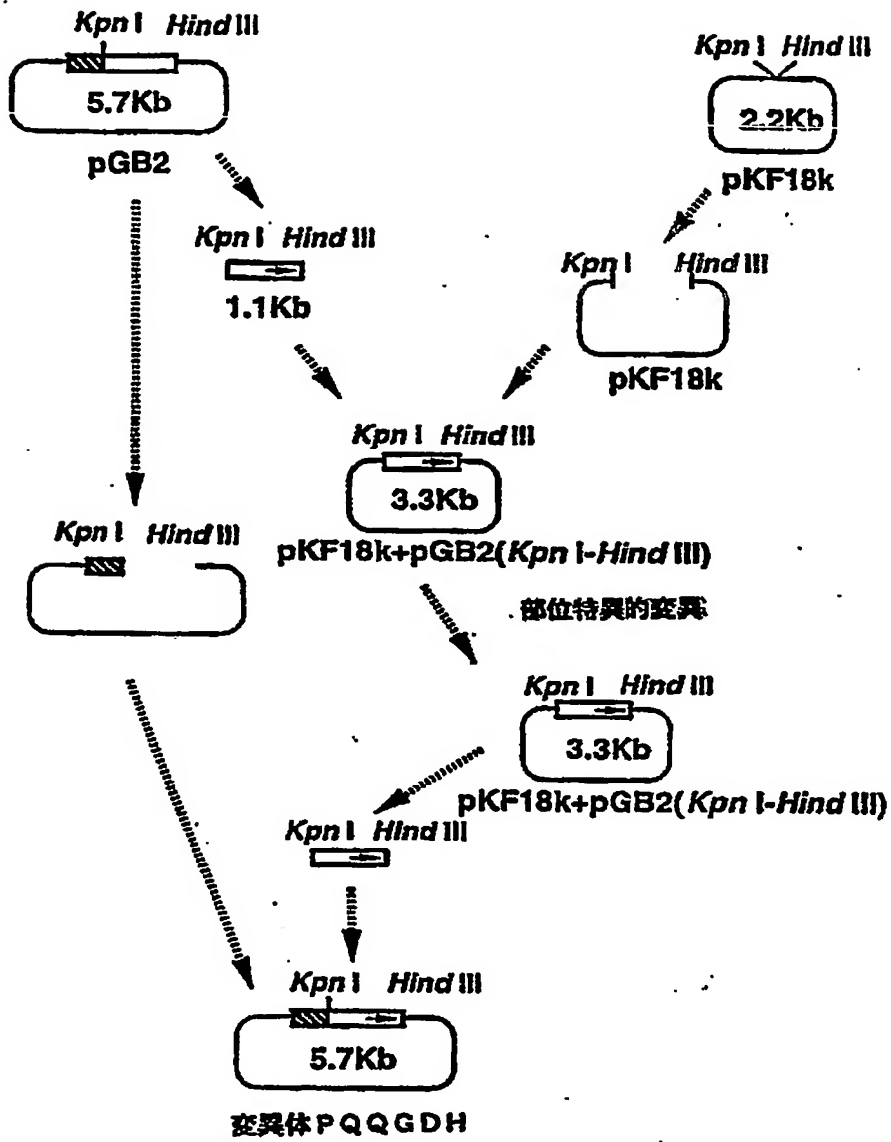 Kpn I Hind III
5.7Kb
pGB2
Kpn I Hind III
2.2Kb
pKF18k
Kpn I Hind III
1.1Kb
Kpn I Hind III
pKF18k
Kpn I Hind III
3.3Kb
pKF18k+pGB2(Kpn I-Hind III)
Kpn I Hind III
部位特異的変異
Kpn I Hind III
3.3Kb
pKF18k+pGB2(Kpn I-Hind III)
Kpn I Hind III
Kpn I Hind III
5.7Kb
変異体PQQGDH